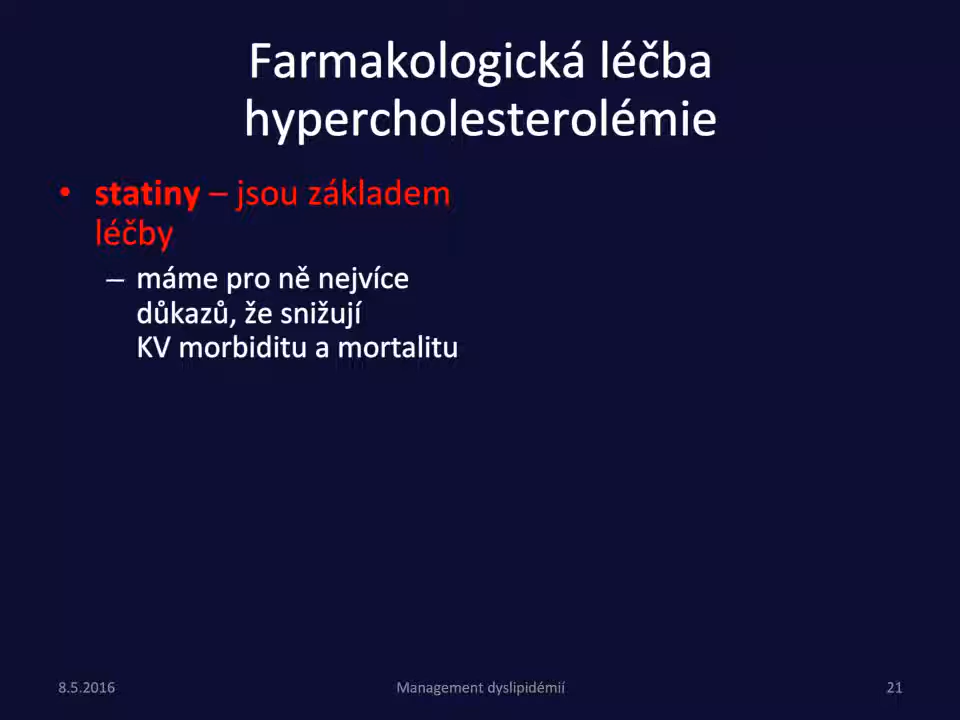 Farmakologická léčba
hypercholesterolémie
• statiny – jsou základem
léčby
– máme pro ně nejvíce
důkazů, že snižují
KV morbiditu a mortalitu
8.5.2016
Management dyslipidémií
21